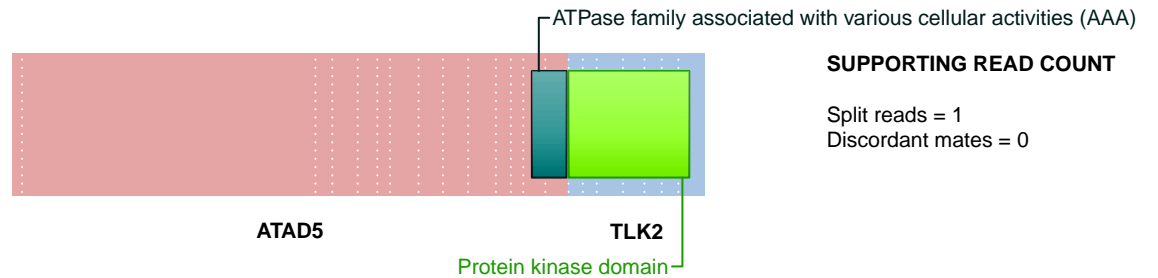 ATPase family associated with various cellular activities (AAA)
SUPPORTING READ COUNT
Split reads = 1
Discordant mates = 0
ATAD5
TLK2
Protein kinase domain